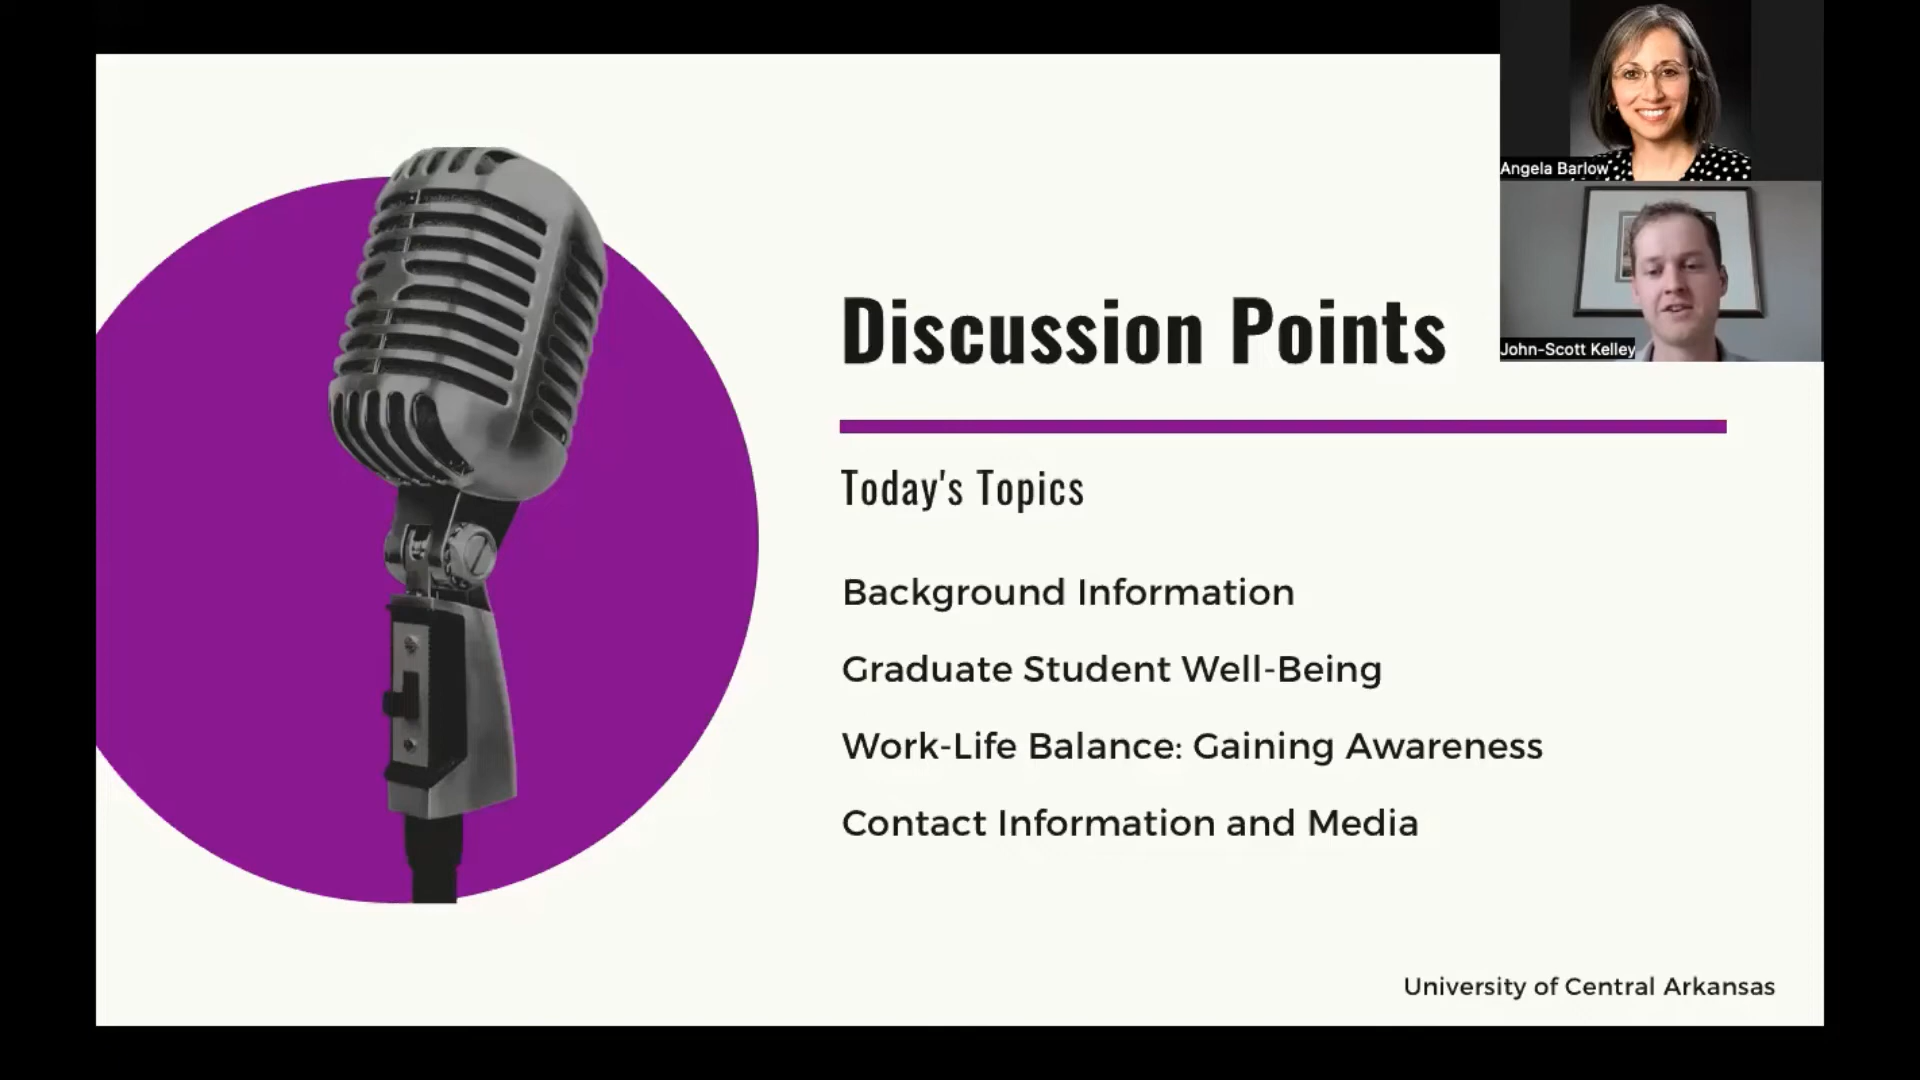 Angela Barlow
John-Scott Kelley
Discussion Points
Today's Topics
Background Information
Graduate Student Well-Being
Work-Life Balance: Gaining Awareness
Contact Information and Media
University of Central Arkansas